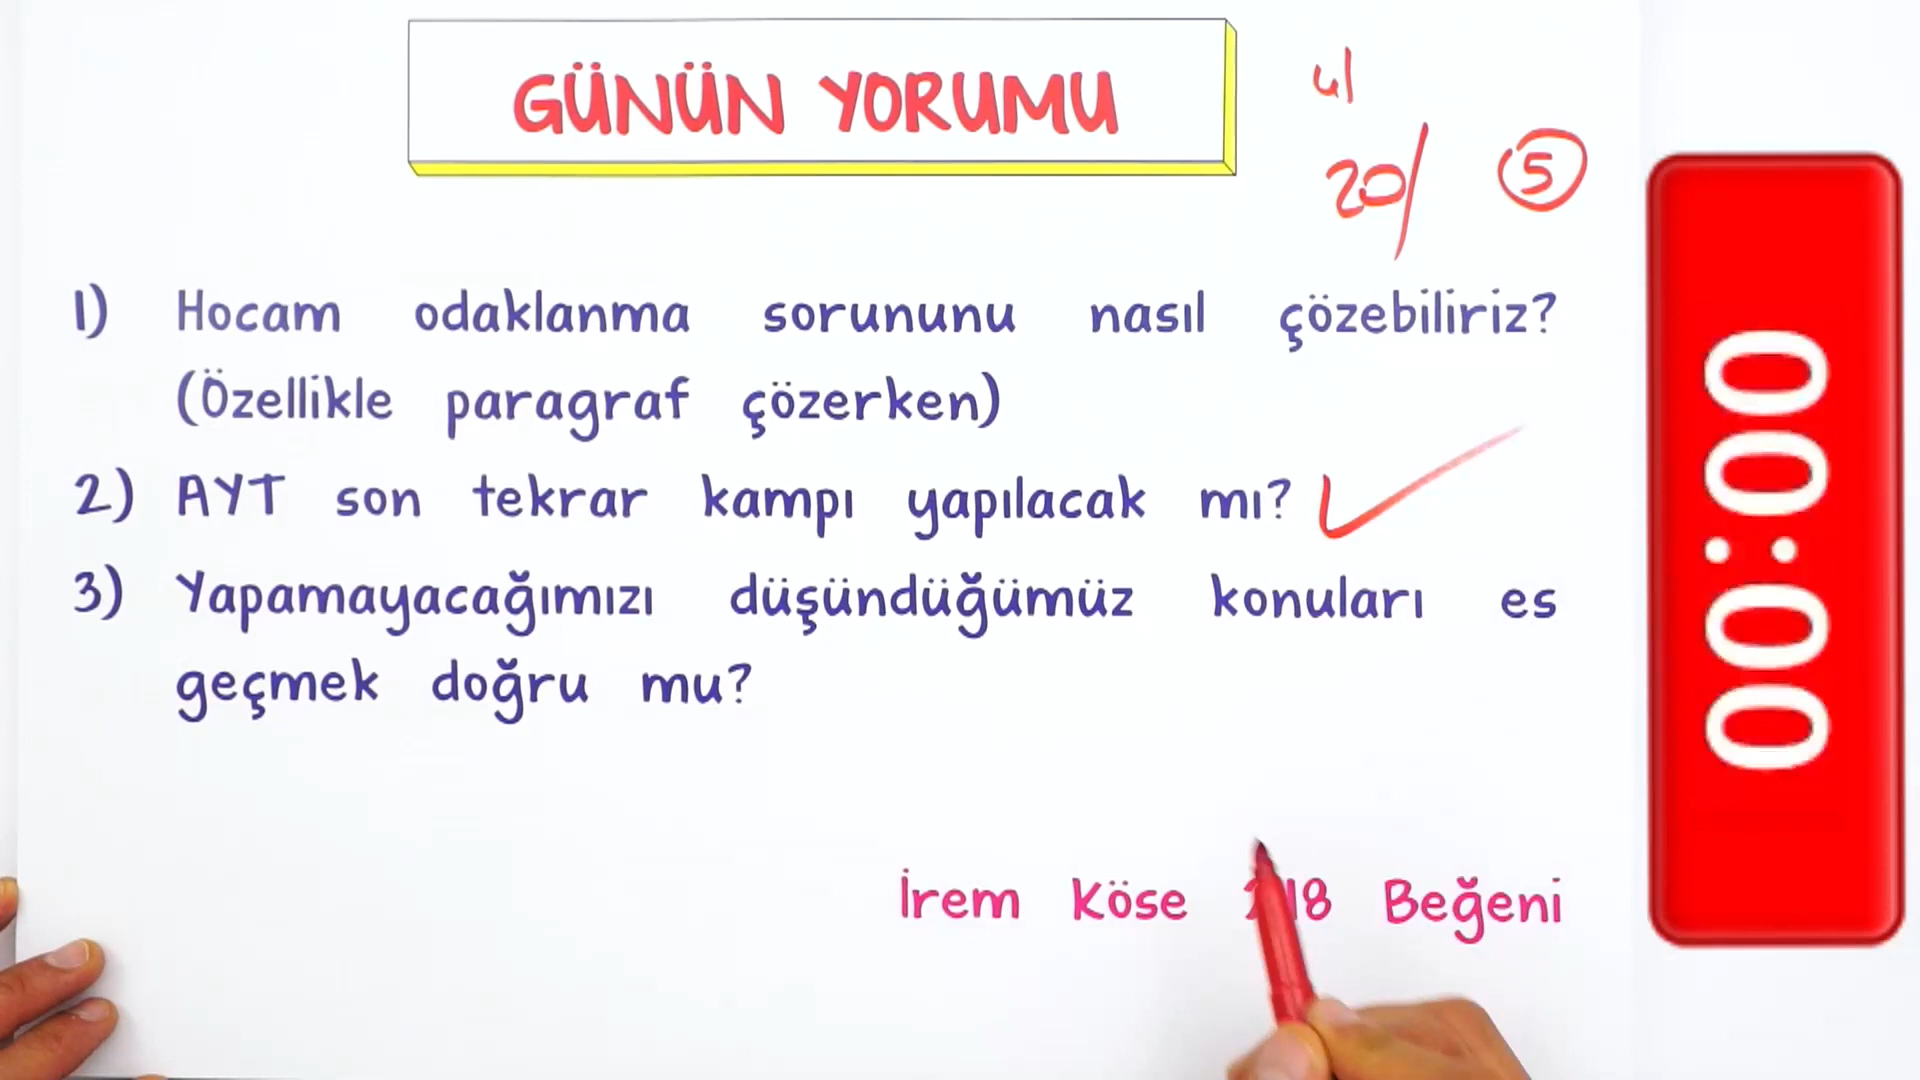 GÜNÜN YORUMU
20/ 5
1) Hocam odaklanma sorununu nasıl çözebiliriz?
(Özellikle paragraf çözerken)
2) AYT son tekrar kampı yapılacak mı?
3) Yapamayacağımızı düşündüğümüz konuları es
geçmek doğru mu?
İrem Köse Beğeni
00:00